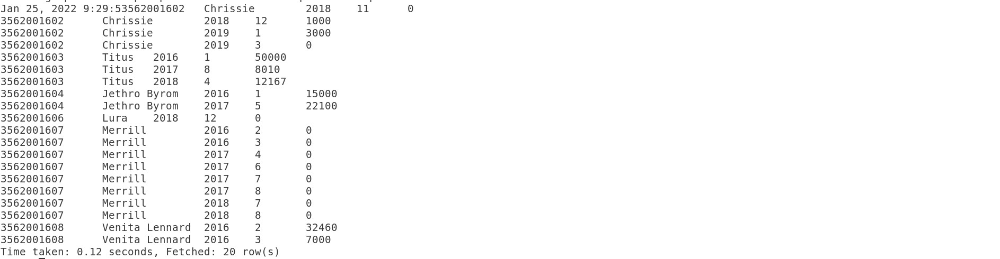 Jan 25, 2022 9:29:53562001602   Chrissie        2018    11      0
3562001602      Chrissie        2018    12      1000
3562001602      Chrissie        2019    1       3000
3562001602      Chrissie        2019    3       0
3562001603      Titus   2016    1       50000
3562001603      Titus   2017    8       8010
3562001603      Titus   2018    4       12167
3562001604      Jethro Byrom    2016    1       15000
3562001604      Jethro Byrom    2017    5       22100
3562001606      Lura    2018    12      0
3562001607      Merrill         2016    2       0
3562001607      Merrill         2016    3       0
3562001607      Merrill         2017    4       0
3562001607      Merrill         2017    6       0
3562001607      Merrill         2017    7       0
3562001607      Merrill         2017    8       0
3562001607      Merrill         2018    7       0
3562001607      Merrill         2018    8       0
3562001608      Venita Lennard  2016    2       32460
3562001608      Venita Lennard  2016    3       7000
Time taken: 0.12 seconds, Fetched: 20 row(s)